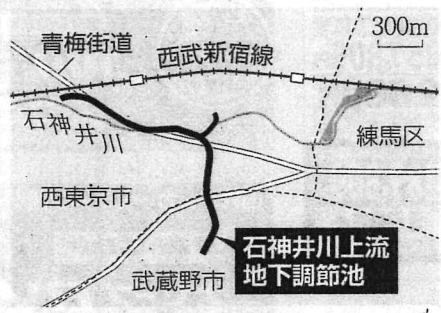 300m
青梅街道
西武新宿線
石神井川
練馬区
西東京市
石神井川上流
地下調節池
武蔵野市